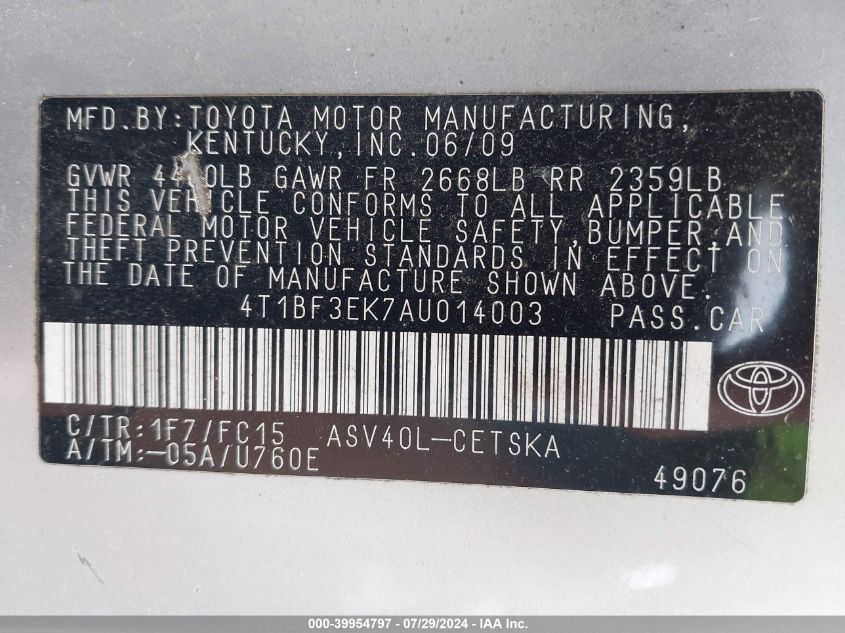 MFD.BY:TOYOTA MOTOR MANUFACTURING,
KENTUCKY, INC. 06/09
GAWR FR 2668LB RR 2359LB
THIS VEHICLE CONFORMS TO ALL APPLICABLE
FEDERAL MOTOR VEHICLE SAFETY, BUMPER, AND
THEFT PREVENTION STANDARDS IN EFFECT ON
THE DATE OF MANUFACTURE SHOWN ABOVE.
4T1BF3EK7AU014003 PASS.CAR
C/TR:1F7/FC15 ASV40L-CETSKA
A/TM:-05A/U760E
49076
000-39954797 - 07/29/2024 - IAA Inc.